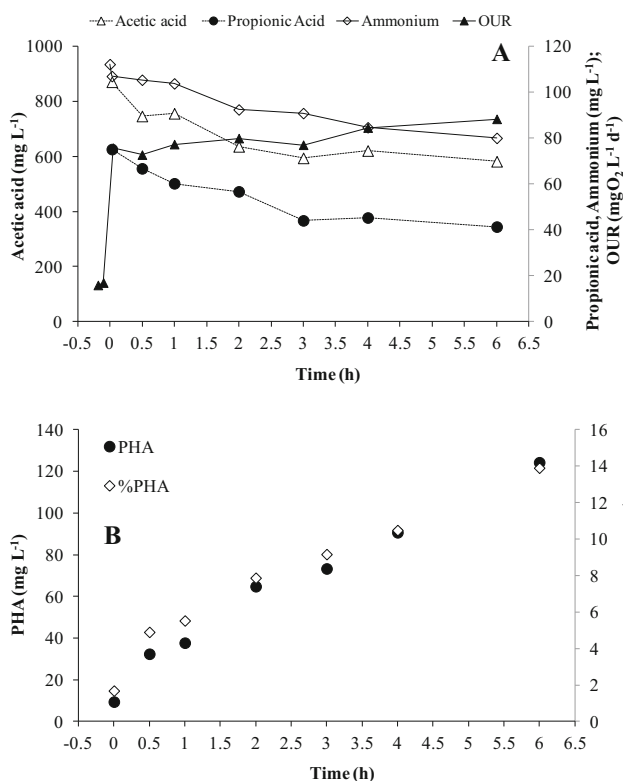 Acetic acid Propionic Acid Ammonium OUR
A
1000
800
600
400
200
0
120
100
80
60
40
20
0
Acetic acid (mg L-1)
Propionic acid, Ammonium (mg L-1);
OUR (mgO2 L-1 d-1)
-0.5 0 0.5 1 1.5 2 2.5 3 3.5 4 4.5 5 5.5 6 6.5
Time (h)
PHA
%PHA
B
140
120
100
80
60
40
20
0
16
14
12
10
8
6
4
2
0
PHA (mg L-1)
-0.5 0 0.5 1 1.5 2 2.5 3 3.5 4 4.5 5 5.5 6 6.5
Time (h)